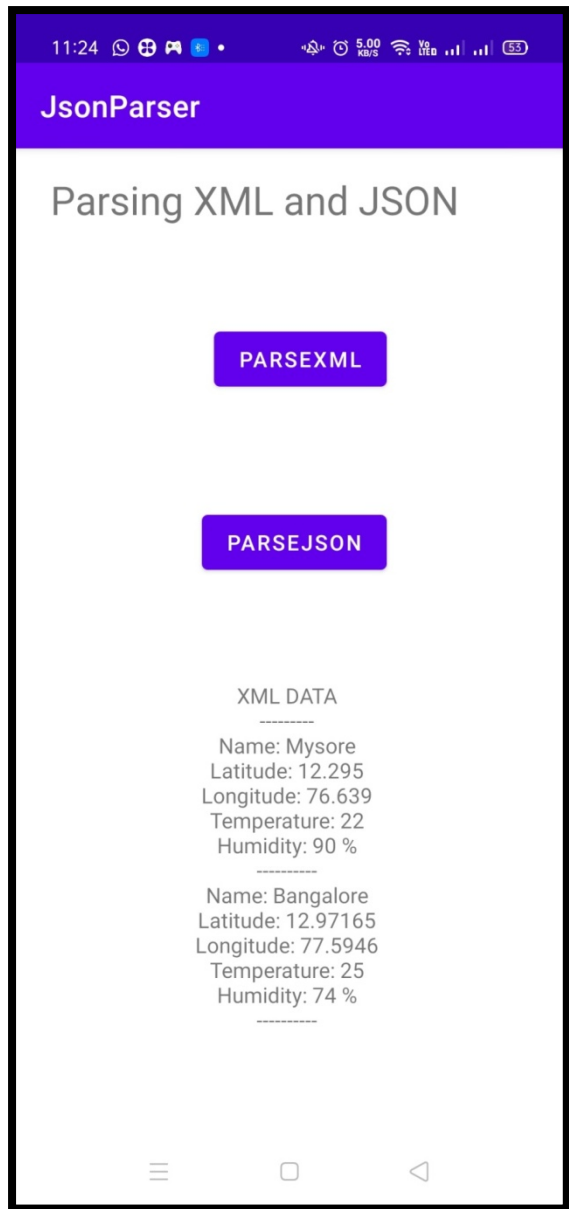 11:24 5.00 KB/S Vo LTE 53
JsonParser
Parsing XML and JSON
PARSEXML
PARSEJSON
XML DATA
---------
Name: Mysore
Latitude: 12.295
Longitude: 76.639
Temperature: 22
Humidity: 90 %
----------
Name: Bangalore
Latitude: 12.97165
Longitude: 77.5946
Temperature: 25
Humidity: 74 %
----------